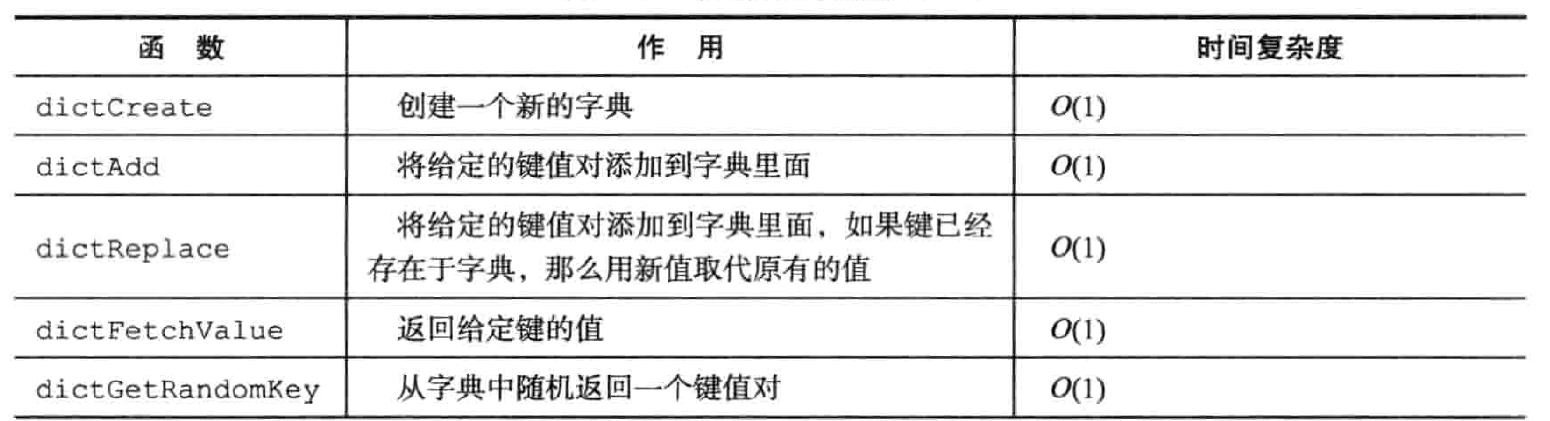 函 数 作 用 时间复杂度
dictCreate 创建一个新的字典 O(1)
dictAdd 将给定的键值对添加到字典里面 O(1)
dictReplace 将给定的键值对添加到字典里面，如果键已经 O(1)
存在于字典，那么用新值取代原有的值
dictFetchValue 返回给定键的值 O(1)
dictGetRandomKey 从字典中随机返回一个键值对 O(1)